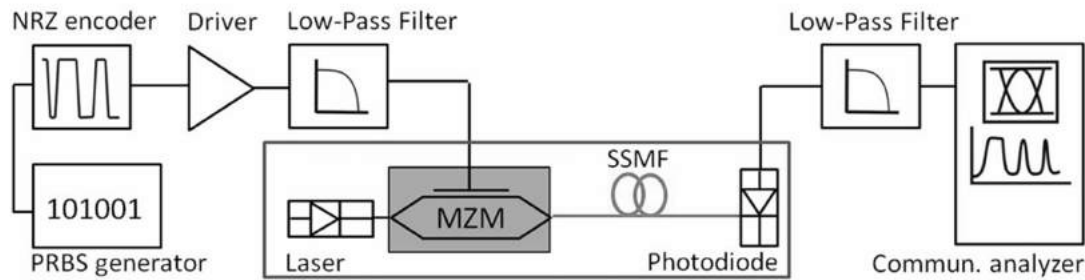 NRZ encoder
Driver
Low-Pass Filter
Low-Pass Filter
SSMF
101001
MZM
PRBS generator
Laser
Photodiode
Commun. analyzer